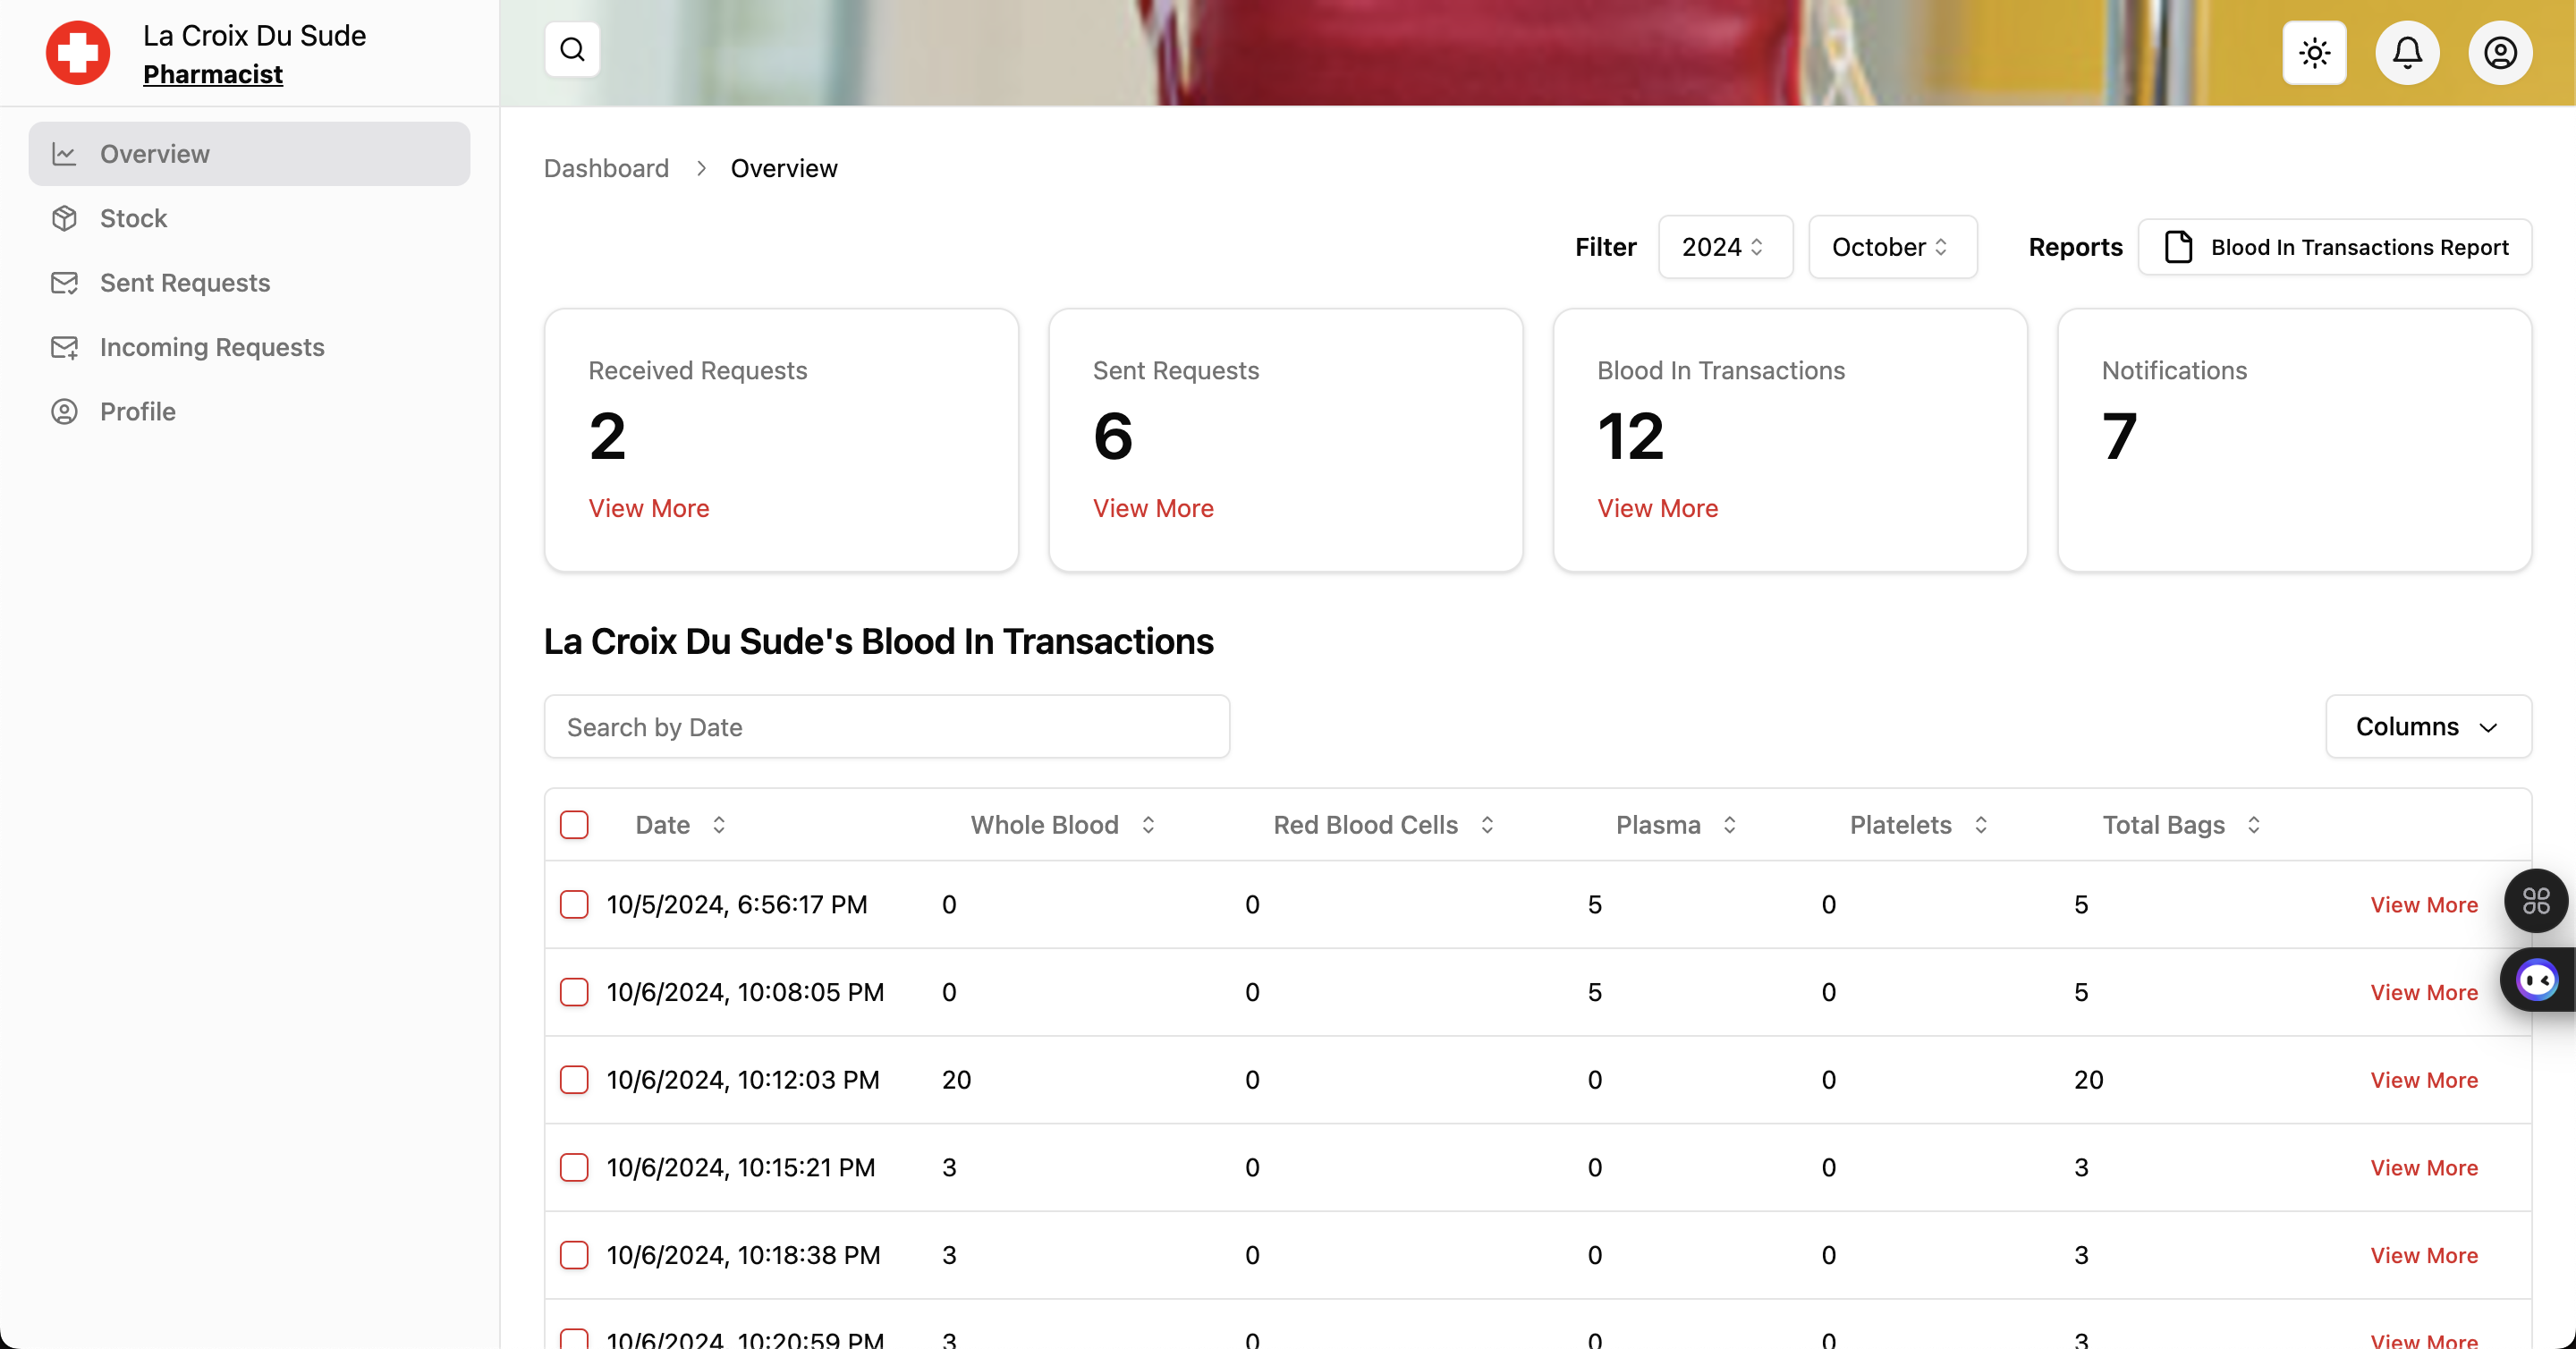 La Croix Du Sude
Pharmacist
Overview
Stock
Sent Requests
Incoming Requests
Profile
Dashboard > Overview
Filter 2024 October Reports Blood In Transactions Report
Received Requests
2
View More
Sent Requests
6
View More
Blood In Transactions
12
View More
Notifications
7
La Croix Du Sude's Blood In Transactions
Search by Date
Columns
Date Whole Blood Red Blood Cells Plasma Platelets Total Bags
10/5/2024, 6:56:17 PM 0 0 5 0 5 View More
10/6/2024, 10:08:05 PM 0 0 5 0 5 View More
10/6/2024, 10:12:03 PM 20 0 0 0 20 View More
10/6/2024, 10:15:21 PM 3 0 0 0 3 View More
10/6/2024, 10:18:38 PM 3 0 0 0 3 View More
10/6/2024, 10:20:59 PM 3 0 0 0 3 View More